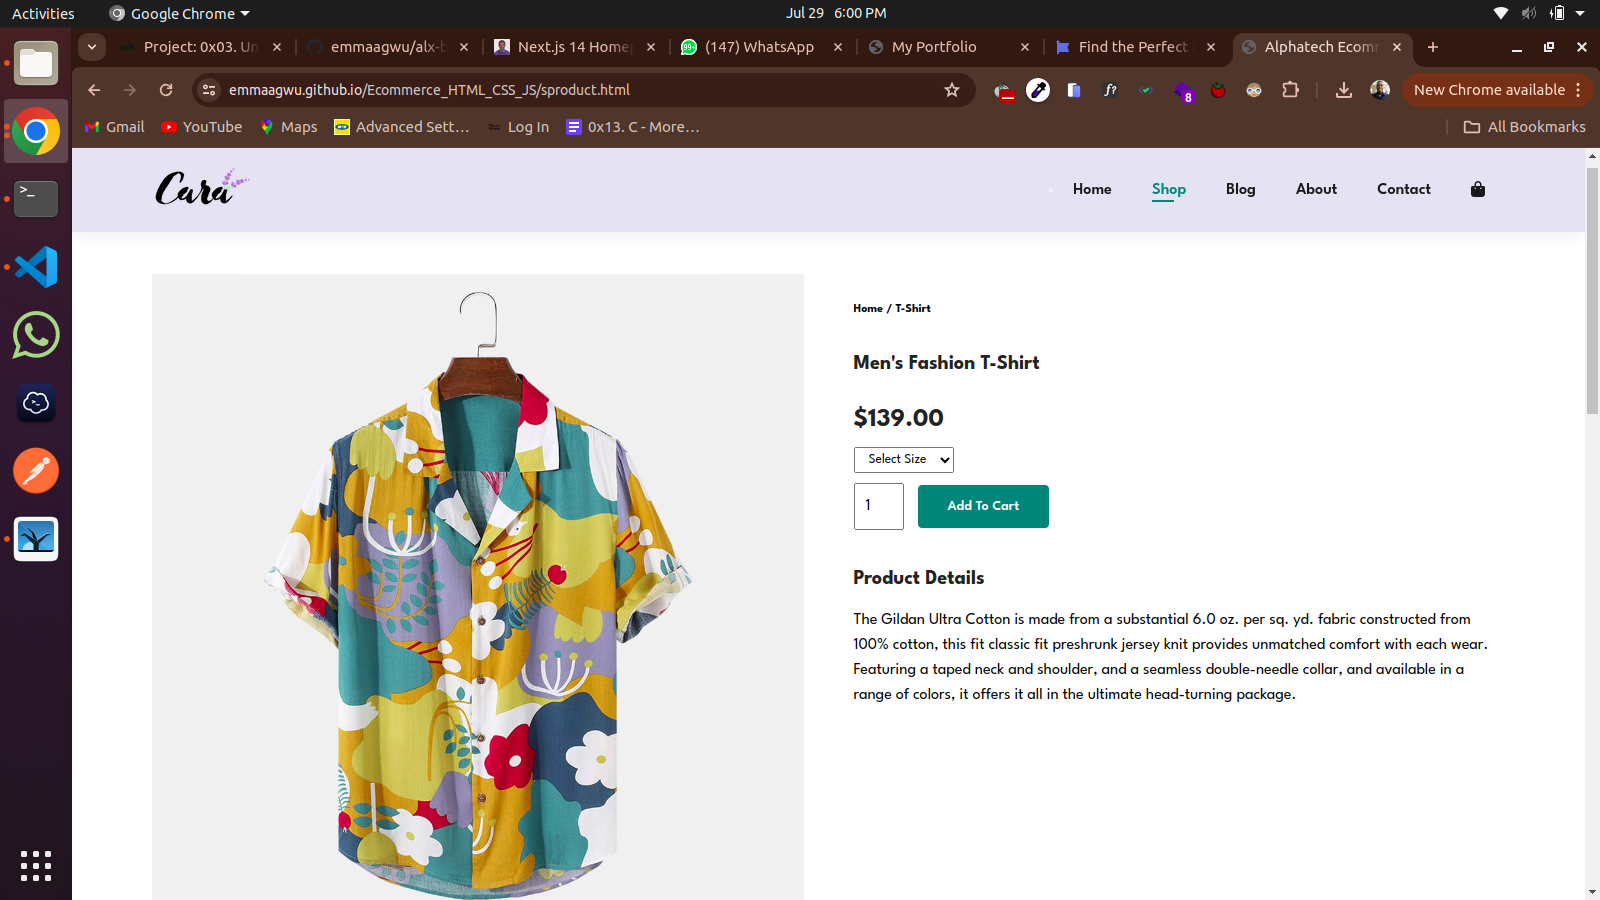 Activities
Google Chrome
Jul 29 6:00 PM
Project: 0x03. Un
emmaagwu/alx-b
Next.js 14 Home
99+
(147) WhatsApp
My Portfolio
Find the Perfect
Alphatech Ecom
emmaagwu.github.io/Ecommerce_HTML_CSS_JS/sproduct.html
f?
8
New Chrome available
Gmail
YouTube
Maps
Advanced Sett...
Log In
0x13. C - More...
All Bookmarks
Cara
Home
Shop
Blog
About
Contact
Home / T-Shirt
Men's Fashion T-Shirt
$139.00
Select Size
1
Add To Cart
Product Details
The Gildan Ultra Cotton is made from a substantial 6.0 oz. per sq. yd. fabric constructed from
100% cotton, this fit classic fit preshrunk jersey knit provides unmatched comfort with each wear.
Featuring a taped neck and shoulder, and a seamless double-needle collar, and available in a
range of colors, it offers it all in the ultimate head-turning package.